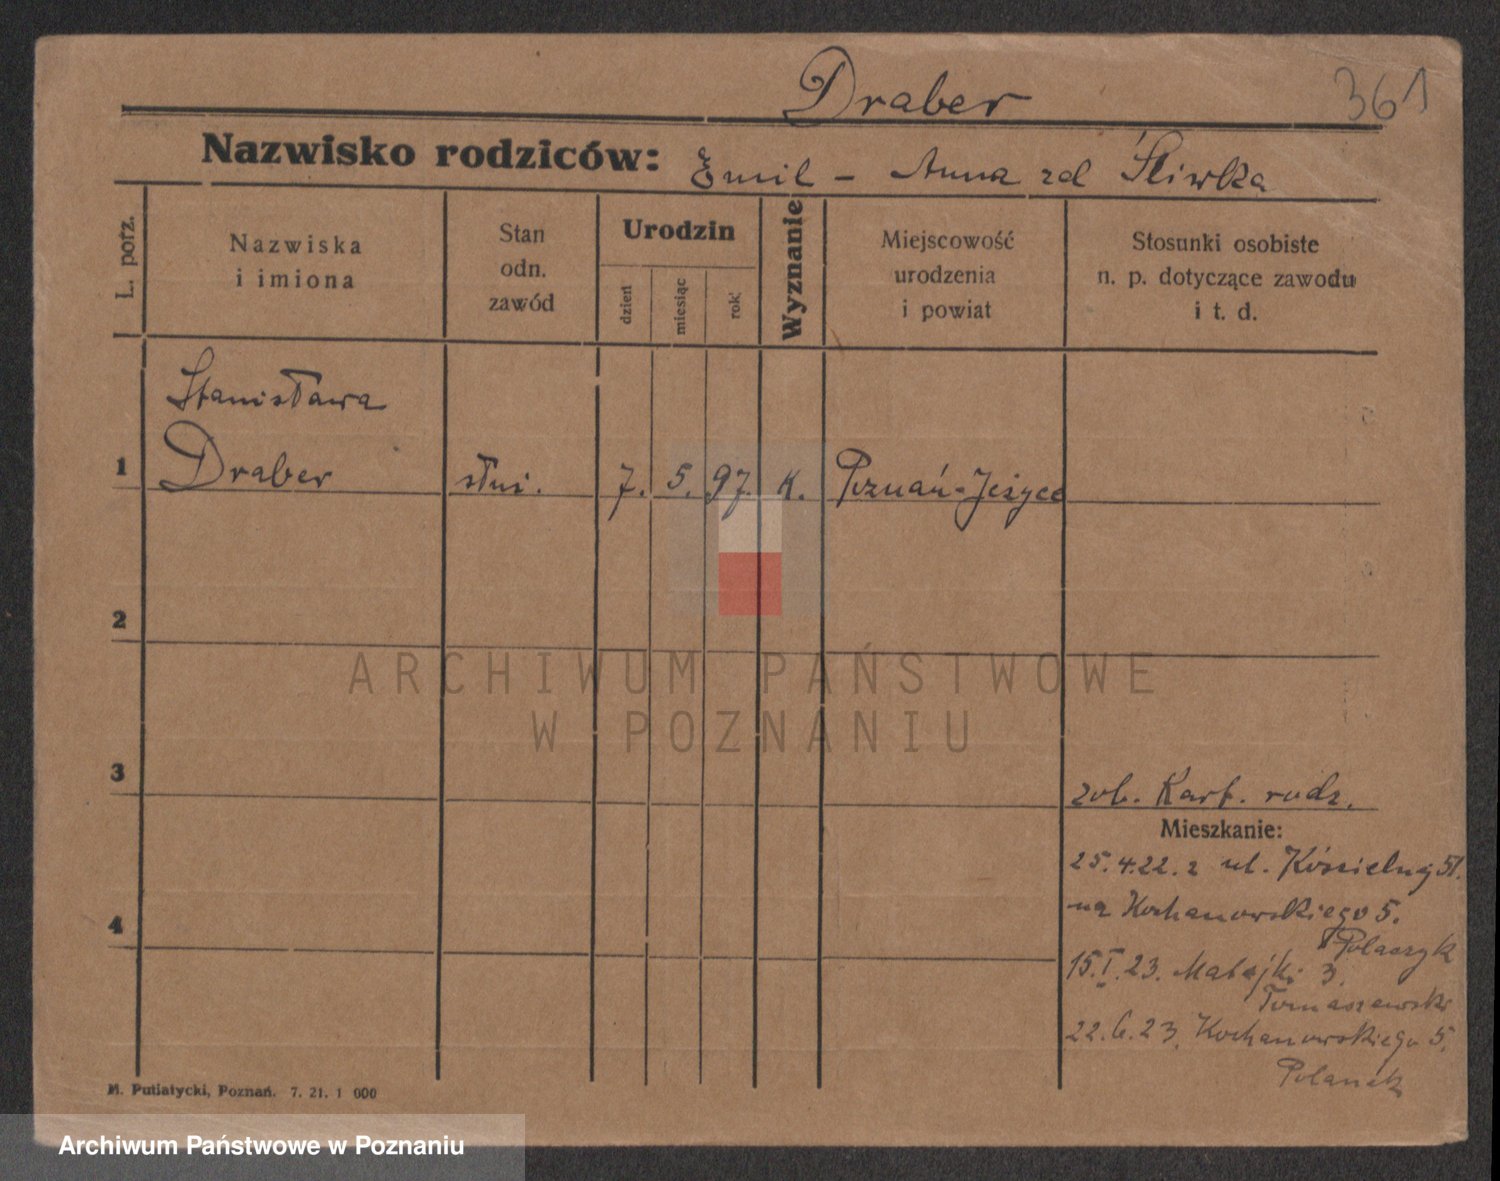 Draber
361
Nazwisko rodziców: Emil - Anna zd Śliwka
L. porz.
Nazwiska
i imiona
Stan
odn.
zawód
Urodzin
dzień
miesiąc
rok
Wyznanie
Miejscowość
urodzenia
i powiat
Stosunki osobiste
n. p. dotyczące zawodu
i t. d.
Stanisława
1 Draber służ. 7. 5. 97. K. Poznań-Jeżyce
2
ARCHIWUM PAŃSTWOWE
W POZNANIU
3
zob. Kart. rodz.
Mieszkanie:
25.4.22. z ul. Kościelnej 51.
4
na Kochanowskiego 5.
15.I.23. Matejki 3.
Tomaszewski
22.6.23. Kochanowskiego 5.
M. Putiatycki, Poznań. 7. 21. 1 000
Archiwum Państwowe w Poznaniu